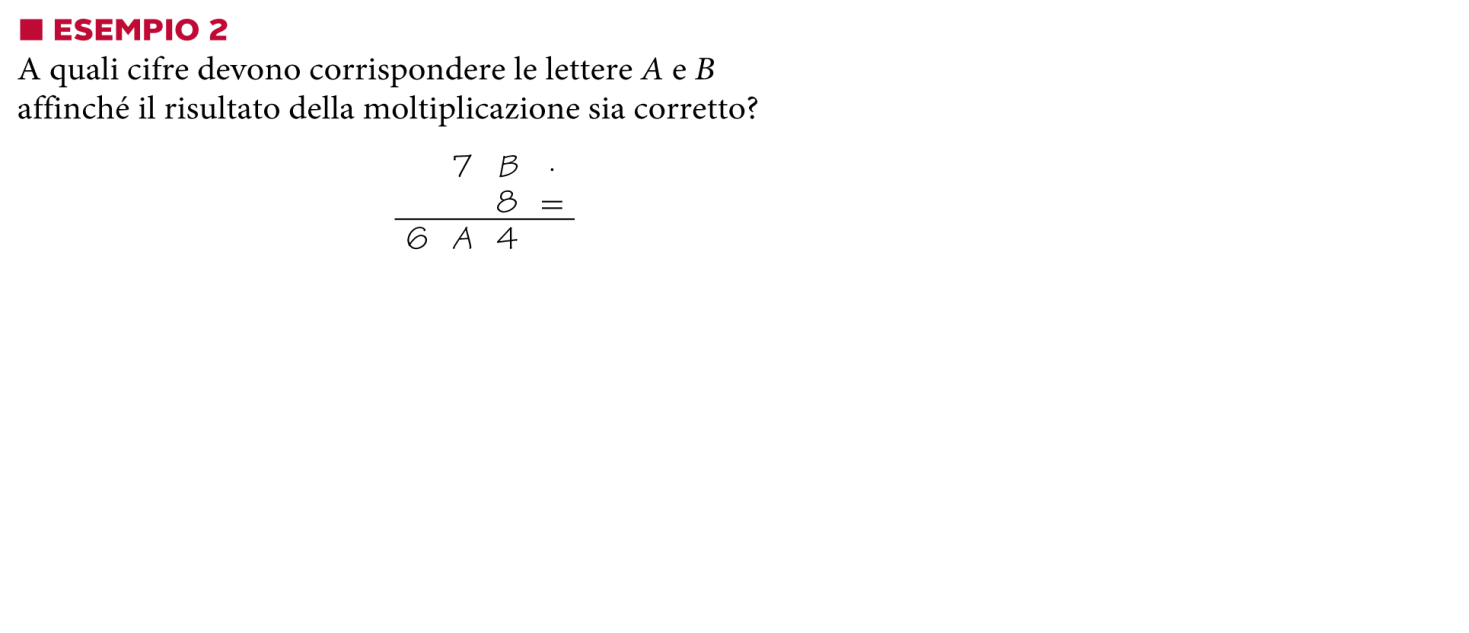 ■ ESEMPIO 2
A quali cifre devono corrispondere le lettere A e B
affinché il risultato della moltiplicazione sia corretto?
7 B ·
8 =
6 A 4